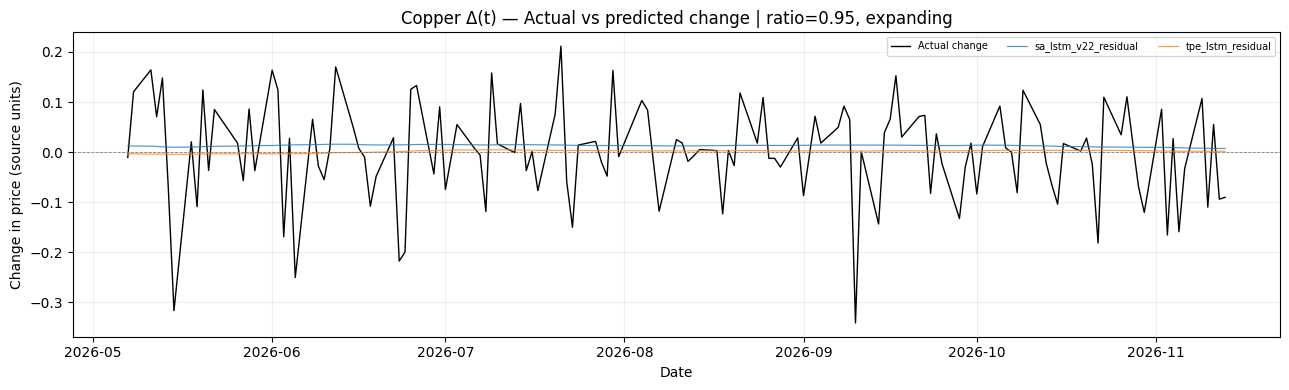 Copper Δ(t) — Actual vs predicted change | ratio=0.95, expanding
Actual change
sa_lstm_v22_residual
tpe_lstm_residual
Change in price (source units)
0.2
0.1
0.0
−0.1
−0.2
−0.3
2026-05
2026-06
2026-07
2026-08
2026-09
2026-10
2026-11
Date